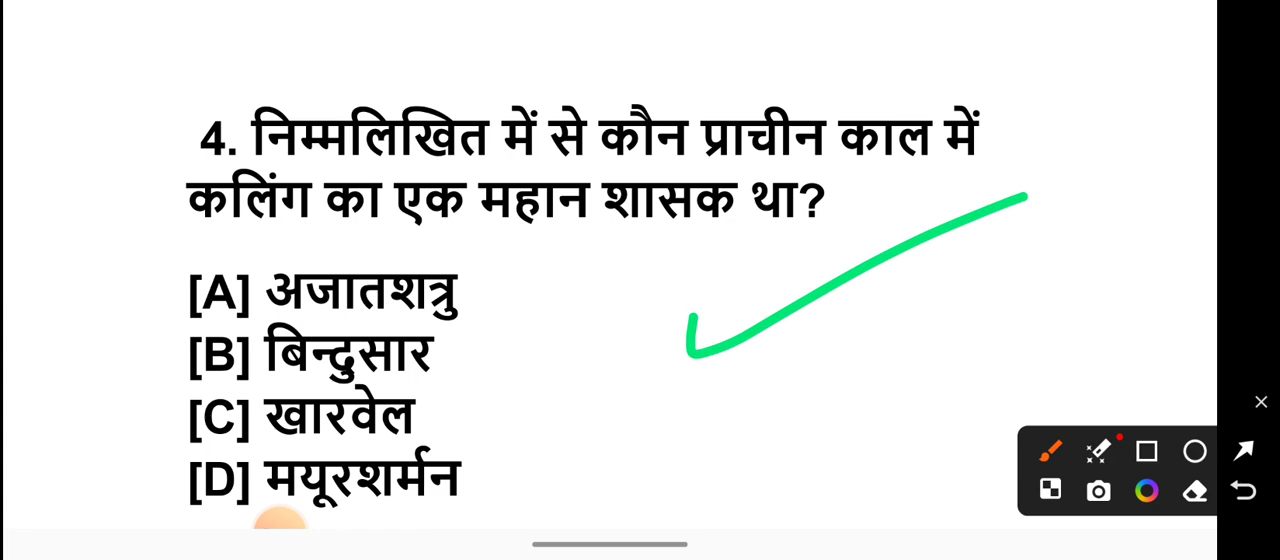 4. निम्मलिखित में से कौन प्राचीन काल में
कलिंग का एक महान शासक था?
[A] अजातशत्रु
[B] बिन्दुसार
[C] खारवेल
[D] मयूरशर्मन